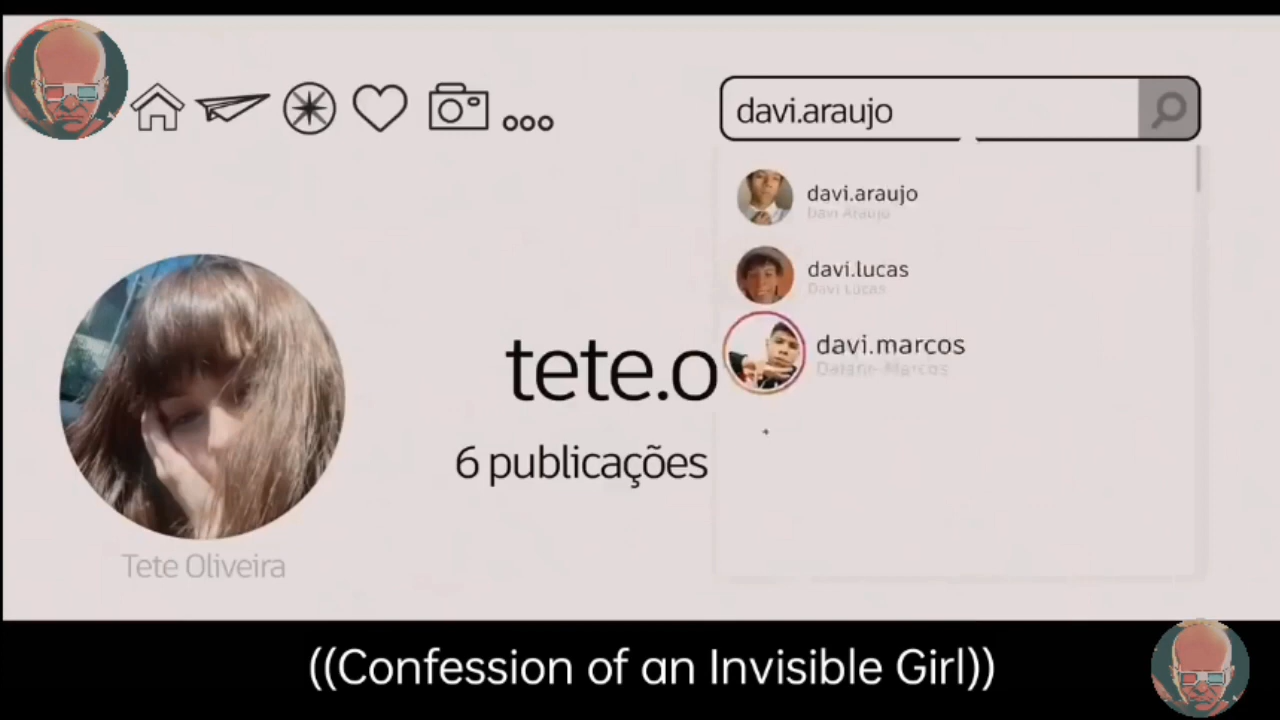 davi.araujo
davi.araujo
Davi Araujo
davi.lucas
Davi Lucas
davi.marcos
Marcos
tete.o
6 publicações
Tete Oliveira
((Confession of an Invisible Girl))